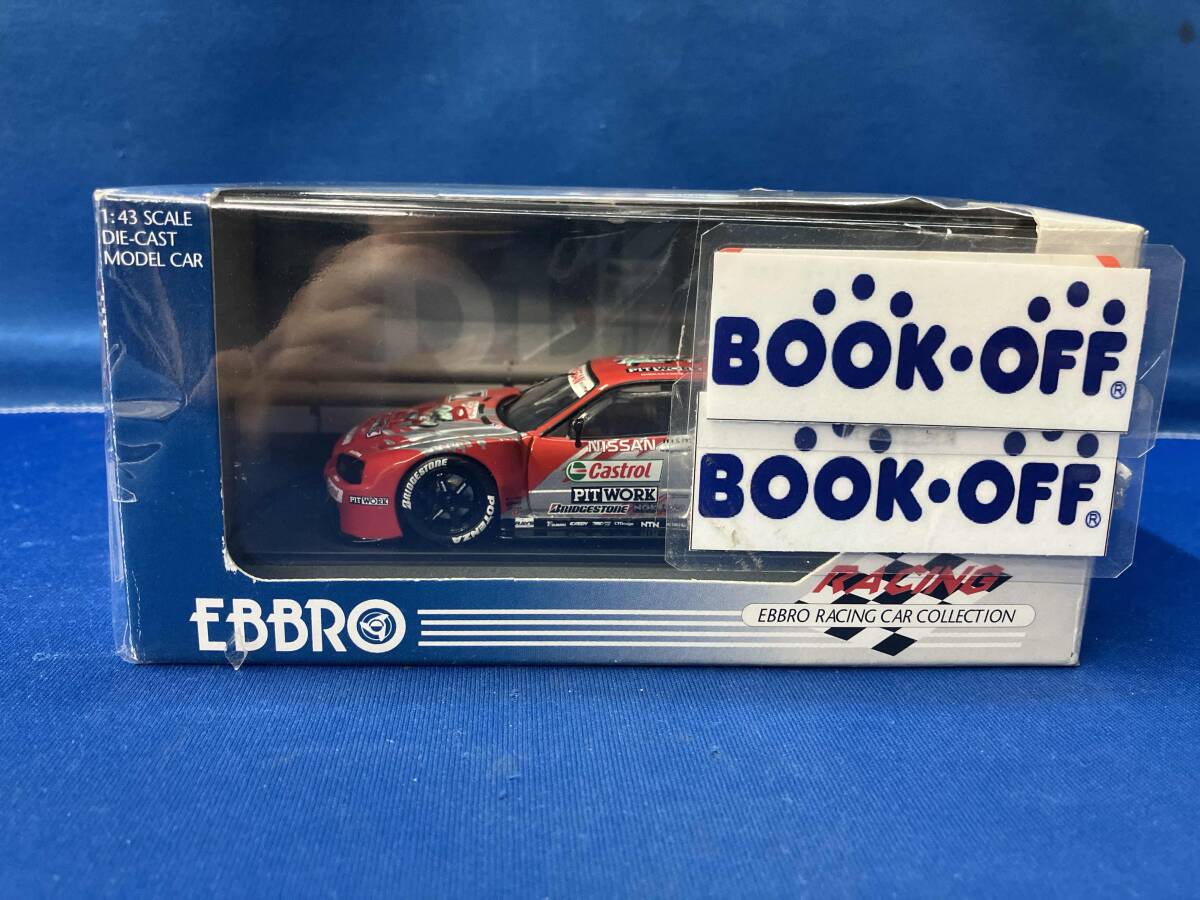 1:43 SCALE
DIE-CAST
MODEL CAR
BOOK·OFF®
BOOK·OFF®
PITWORK
NISSAN
Castrol
PITWORK
BRIDGESTONE
BRIDGESTONE
POTENZA
PITWORK
NTN
EBBRO
RACING
EBBRO RACING CAR COLLECTION